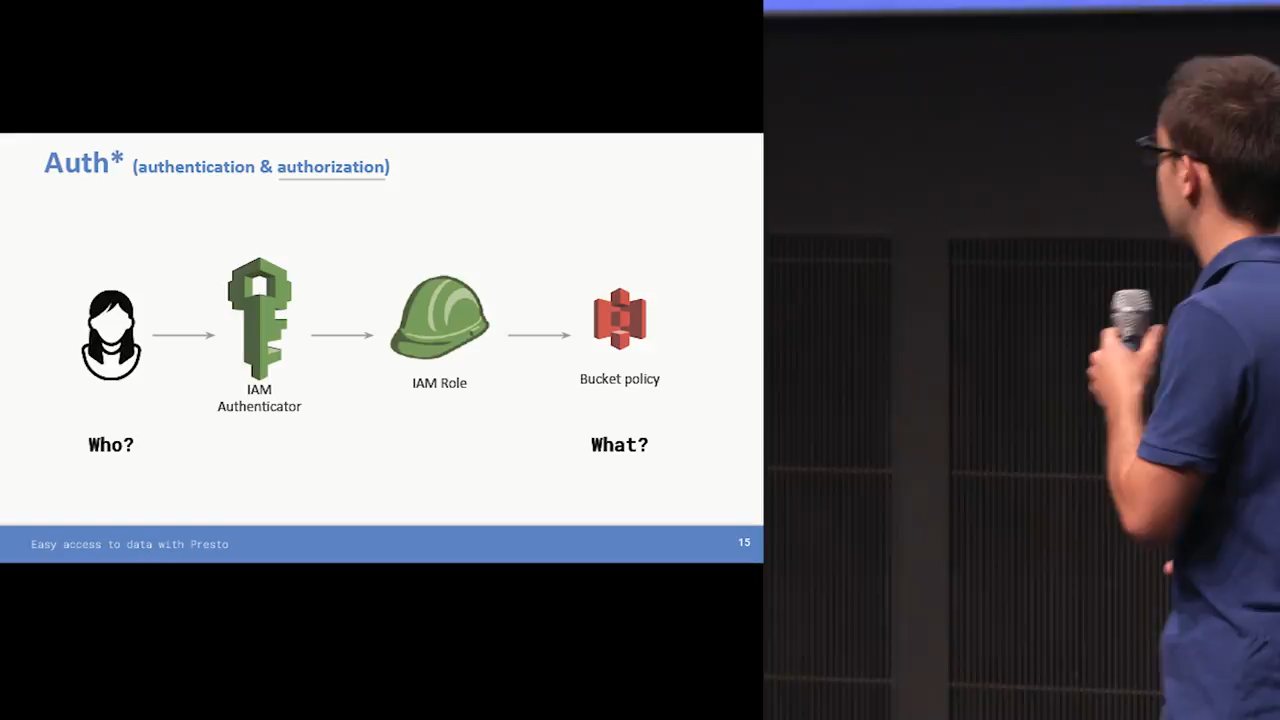 Auth* (authentication & authorization)
IAM
Authenticator
IAM Role
Bucket policy
Who?
What?
Easy access to data with Presto
15